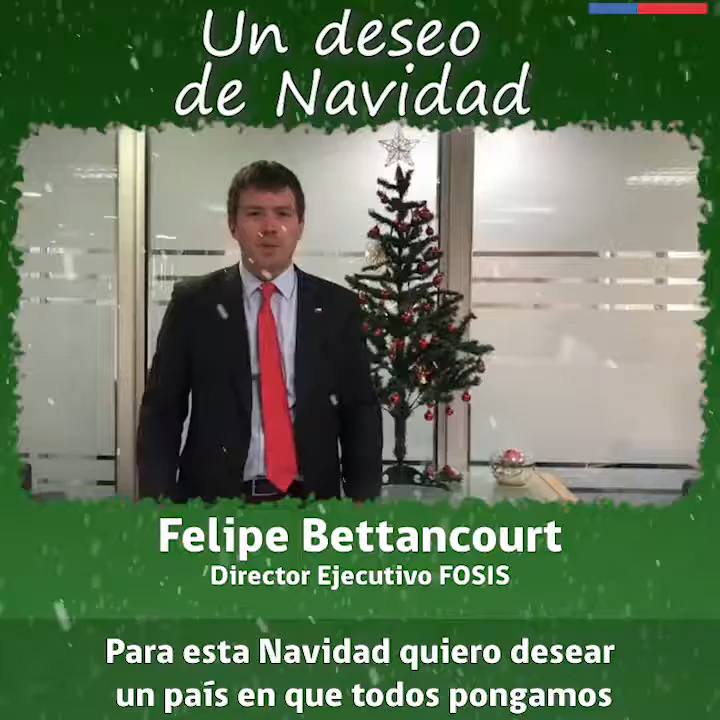 Un deseo
de Navidad
Felipe Bettancourt
Director Ejecutivo FOSIS
Para esta Navidad quiero desear
un país en que todos pongamos